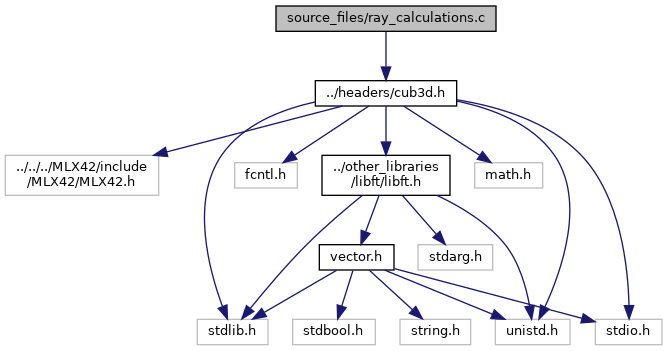 source_files/ray_calculations.c
../headers/cub3d.h
../../../MLX42/include
/MLX42/MLX42.h
fcntl.h
../other_libraries
/libft/libft.h
math.h
vector.h
stdarg.h
stdlib.h
stdbool.h
string.h
unistd.h
stdio.h